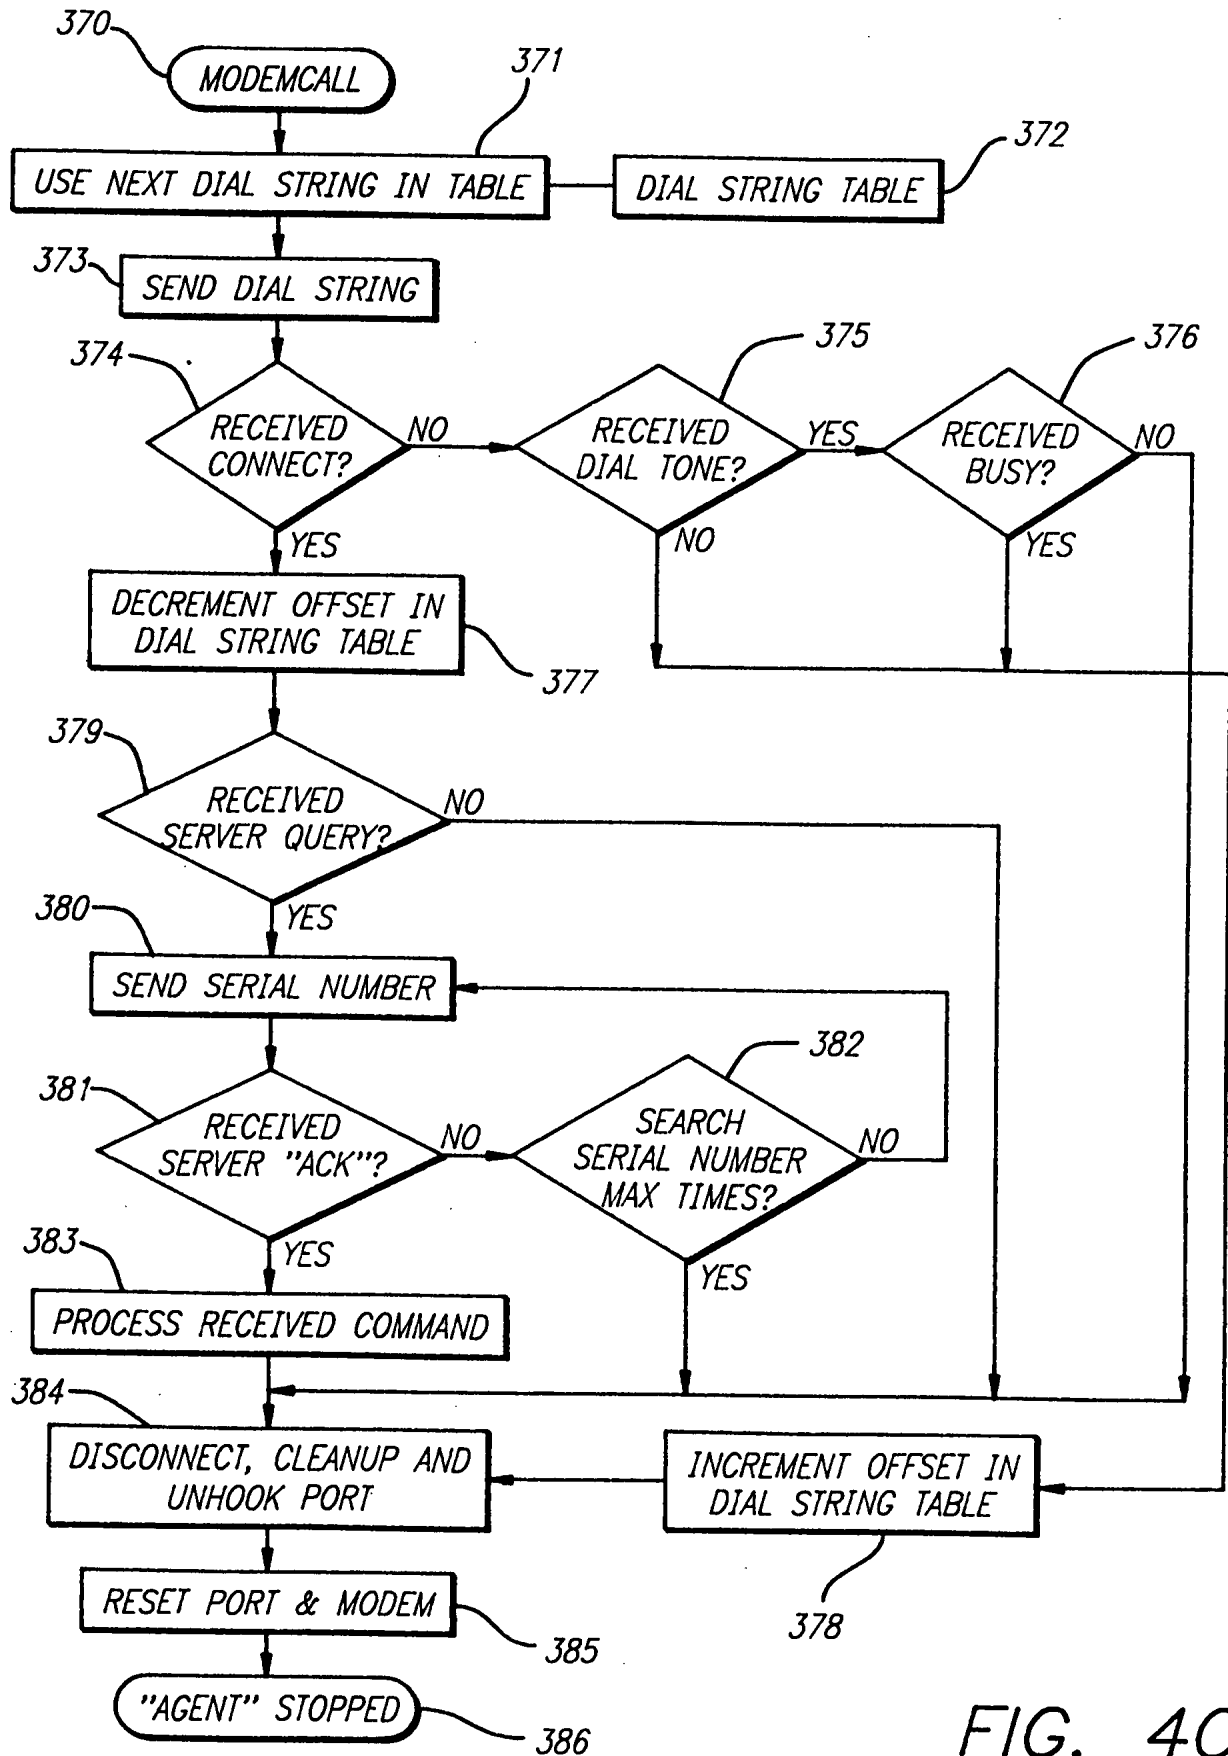 370
MODEMCALL
371
372
USE NEXT DIAL STRING IN TABLE
DIAL STRING TABLE
373
SEND DIAL STRING
374
375
376
RECEIVED
CONNECT?
NO
RECEIVED
DIAL TONE?
YES
RECEIVED
BUSY?
NO
YES
NO
YES
DECREMENT OFFSET IN
DIAL STRING TABLE
377
379
RECEIVED
SERVER QUERY?
NO
YES
380
SEND SERIAL NUMBER
382
381
RECEIVED
SERVER "ACK"?
NO
SEARCH
SERIAL NUMBER
MAX TIMES?
NO
YES
YES
383
PROCESS RECEIVED COMMAND
384
DISCONNECT, CLEANUP AND
UNHOOK PORT
INCREMENT OFFSET IN
DIAL STRING TABLE
378
RESET PORT & MODEM
385
"AGENT" STOPPED
386
FIG. 4C